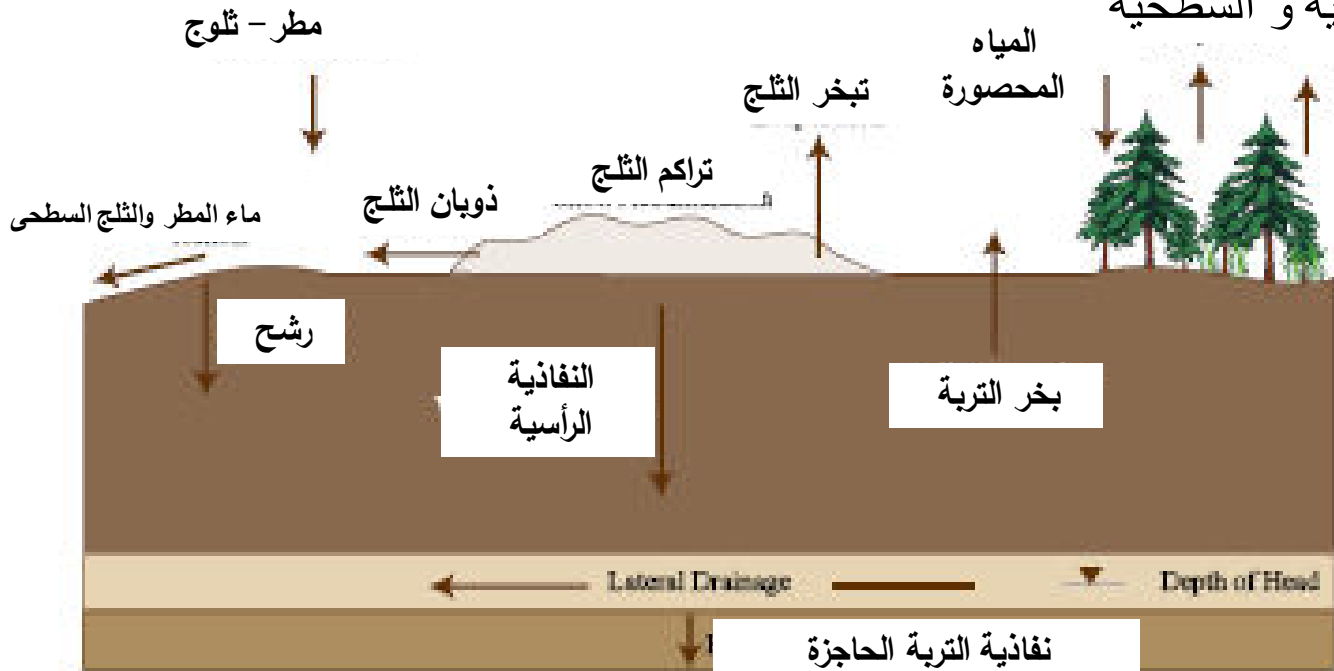 و السطحية
مطر – ثلوج
المياه
المحصورة
تبخر الثلج
تراكم الثلج
ذوبان الثلج
ماء المطر والثلج السطحى
رشح
النفاذية
الرأسية
بخر التربة
Lateral Drainage
Depth of Head
نفاذية التربة الحاجزة